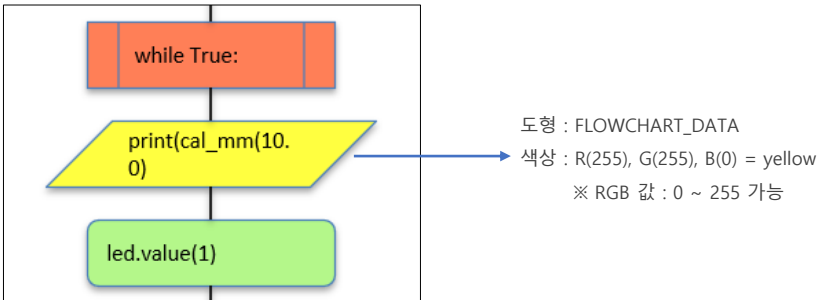 while True:
print(cal_mm(10.
0)
led.value(1)
도형 : FLOWCHART_DATA
색상 : R(255), G(255), B(0) = yellow
※ RGB 값 : 0 ~ 255 가능